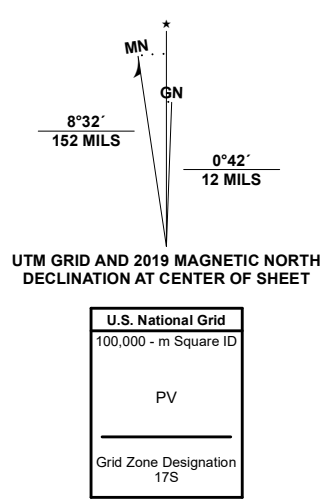 ★
MN
GN
8°32´
152 MILS
0°42´
12 MILS
UTM GRID AND 2019 MAGNETIC NORTH
DECLINATION AT CENTER OF SHEET
U.S. National Grid
100,000 - m Square ID
PV
Grid Zone Designation
17S